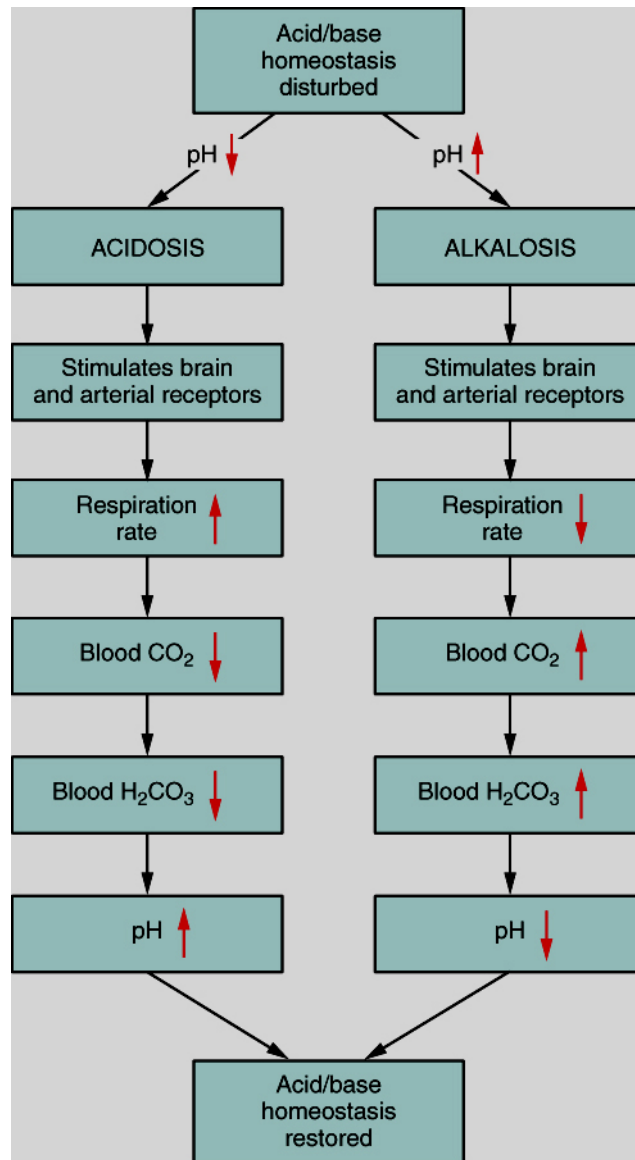 Acid/base
homeostasis
disturbed
pH
pH
ACIDOSIS
ALKALOSIS
Stimulates brain
and arterial receptors
Stimulates brain
and arterial receptors
Respiration
rate
Respiration
rate
Blood CO₂
Blood CO₂
Blood H₂CO₃
Blood H₂CO₃
pH
pH
Acid/base
homeostasis
restored